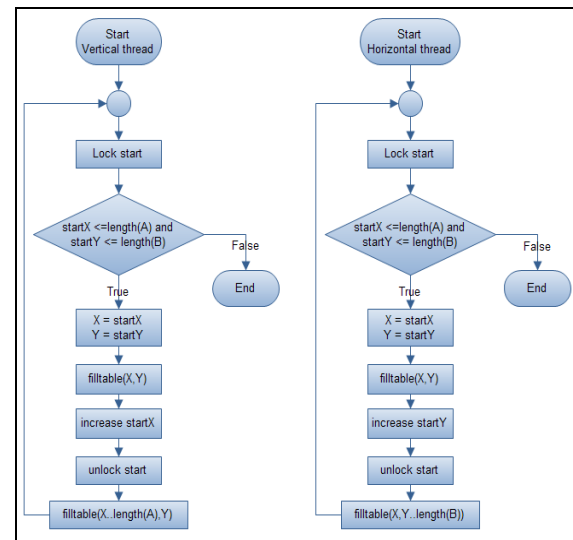 Start
Vertical thread
Lock start
startX <=length(A) and
startY <= length(B)
False
End
True
X = startX
Y = startY
filltable(X,Y)
increase startX
unlock start
filltable(X..length(A),Y)
Start
Horizontal thread
Lock start
startX <=length(A) and
startY <= length(B)
False
End
True
X = startX
Y = startY
filltable(X,Y)
increase startY
unlock start
filltable(X,Y..length(B))